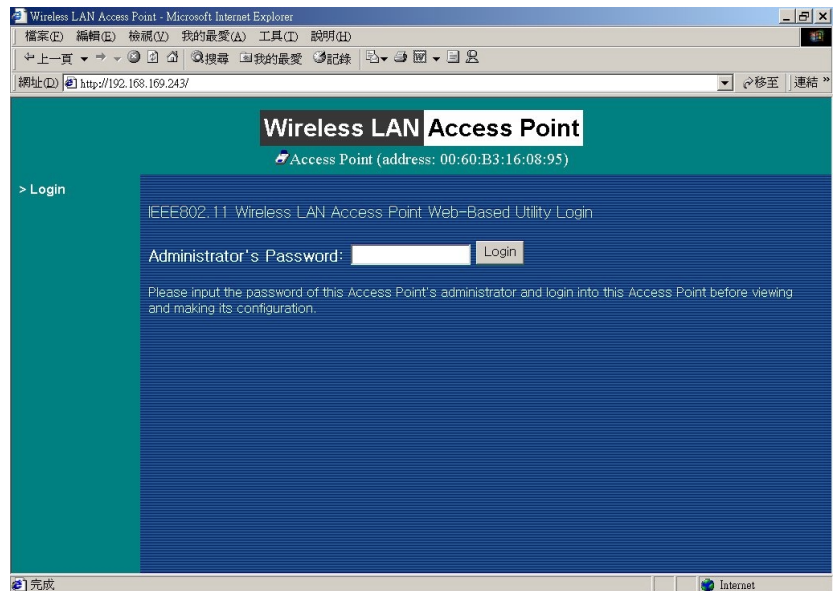 Wireless LAN Access Point - Microsoft Internet Explorer
檔案(F) 編輯(E) 檢視(V) 我的最愛(A) 工具(T) 說明(H)
上一頁 搜尋 我的最愛 記錄
網址(D) http://192.168.169.243/ 移至 連結 »
Wireless LAN Access Point
Access Point (address: 00:60:B3:16:08:95)
> Login
IEEE802.11 Wireless LAN Access Point Web-Based Utility Login
Administrator's Password: Login
Please input the password of this Access Point's administrator and login into this Access Point before viewing
and making its configuration.
完成 Internet